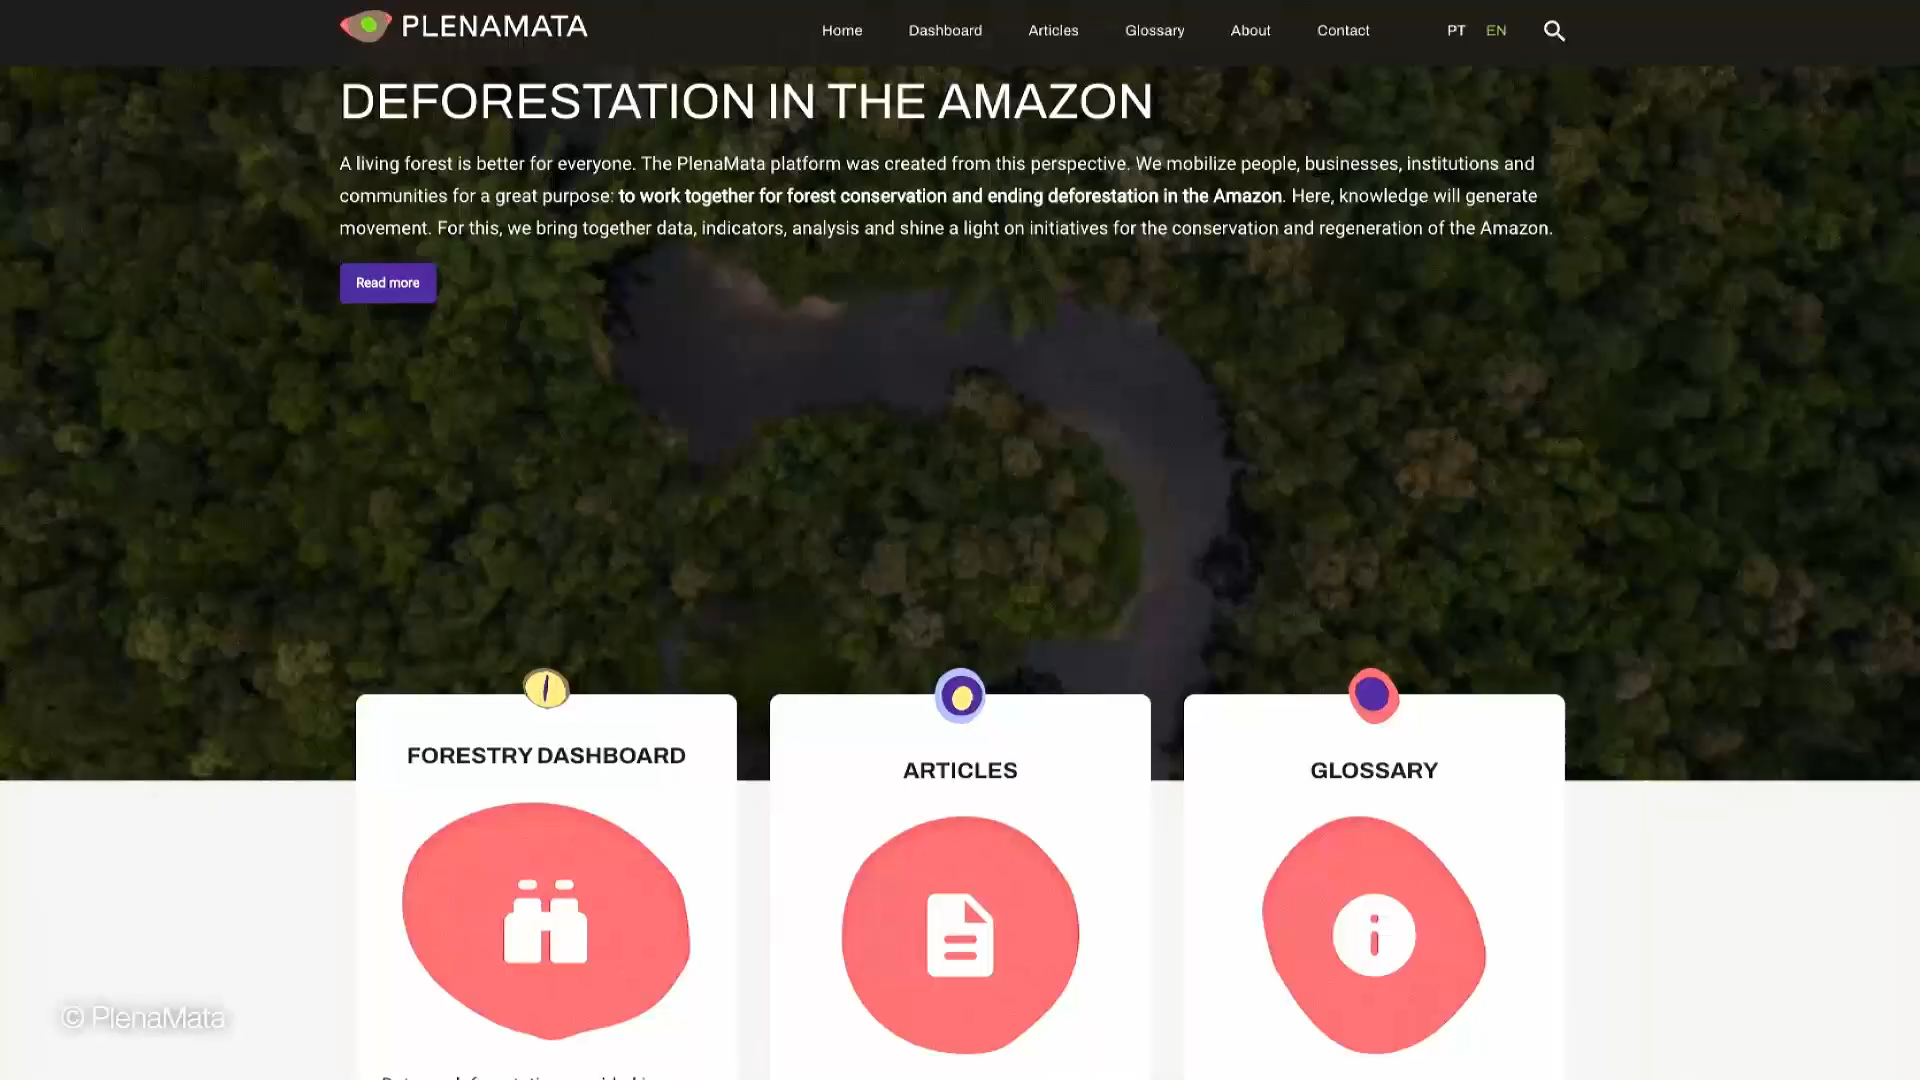 PLENAMATA
Home
Dashboard
Articles
Glossary
About
Contact
PT
EN
DEFORESTATION IN THE AMAZON
A living forest is better for everyone. The PlenaMata platform was created from this perspective. We mobilize people, businesses, institutions and
communities for a great purpose: to work together for forest conservation and ending deforestation in the Amazon. Here, knowledge will generate
movement. For this, we bring together data, indicators, analysis and shine a light on initiatives for the conservation and regeneration of the Amazon.
Read more
FORESTRY DASHBOARD
ARTICLES
GLOSSARY
© PlenaMata